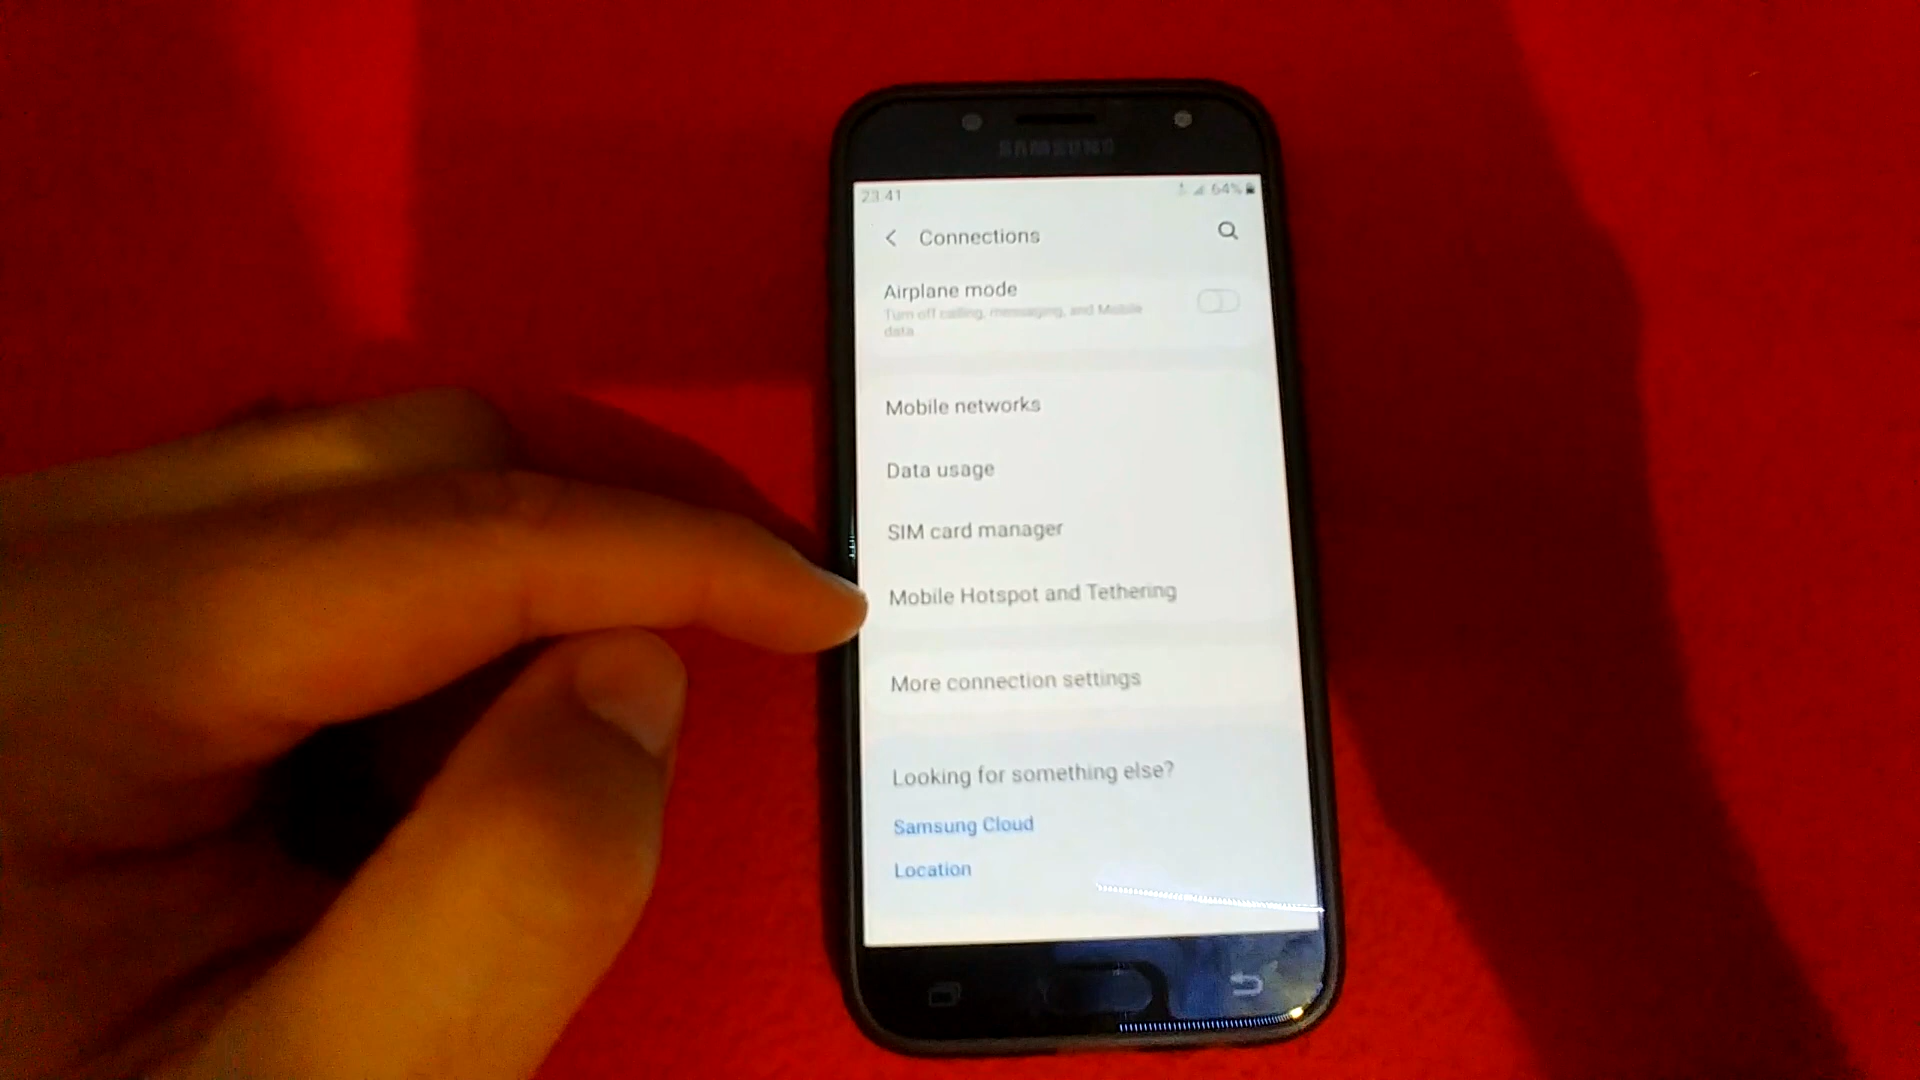 SAMSUNG
23:41
64%
Connections
Airplane mode
Turn off calling, messaging, and Mobile
data.
Mobile networks
Data usage
SIM card manager
Mobile Hotspot and Tethering
More connection settings
Looking for something else?
Samsung Cloud
Location